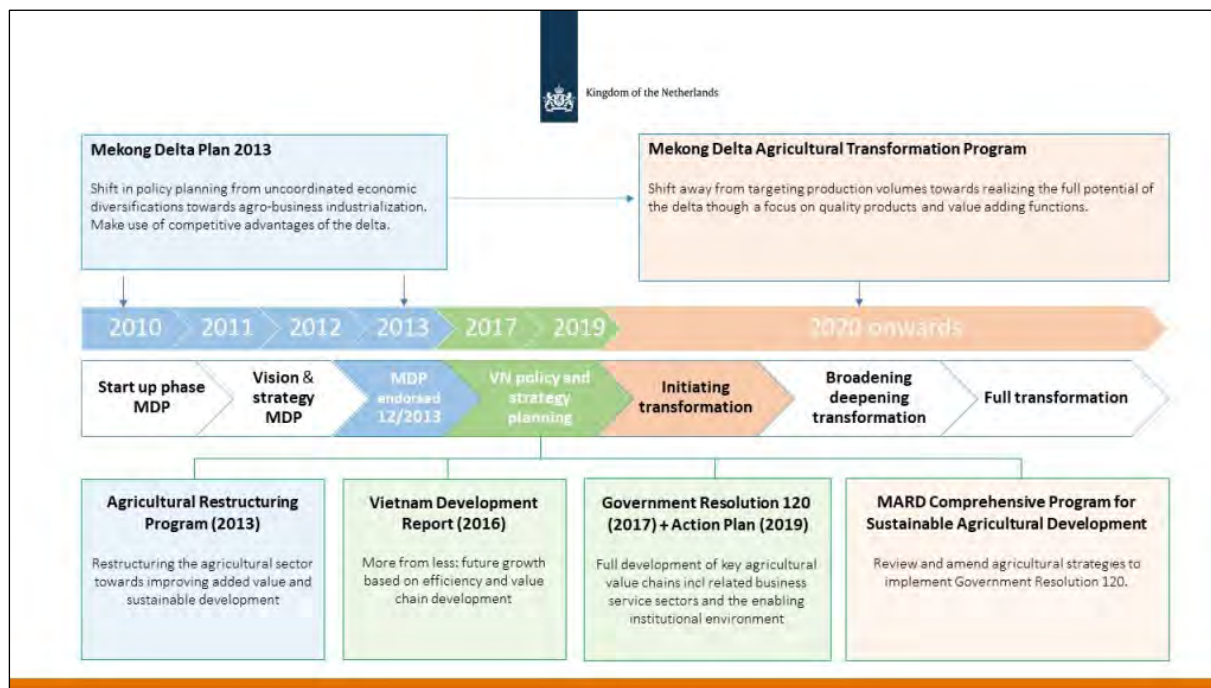 Kingdom of the Netherlands
Mekong Delta Plan 2013
Shift in policy planning from uncoordinated economic
diversifications towards agro-business industrialization.
Make use of competitive advantages of the delta.
Mekong Delta Agricultural Transformation Program
Shift away from targeting production volumes towards realizing the full potential of
the delta though a focus on quality products and value adding functions.
2010
2011
2012
2013
2017
2019
2020 onwards
Start up phase
MDP
Vision &
strategy
MDP
MDP
endorsed
12/2013
VN policy and
strategy
planning
Initiating
transformation
Broadening
deepening
transformation
Full transformation
Agricultural Restructuring
Program (2013)
Restructuring the agricultural sector
towards improving added value and
sustainable development
Vietnam Development
Report (2016)
More from less: future growth
based on efficiency and value
chain development
Government Resolution 120
(2017) + Action Plan (2019)
Full development of key agricultural
value chains incl related business
service sectors and the enabling
institutional environment
MARD Comprehensive Program for
Sustainable Agricultural Development
Review and amend agricultural strategies to
implement Government Resolution 120.